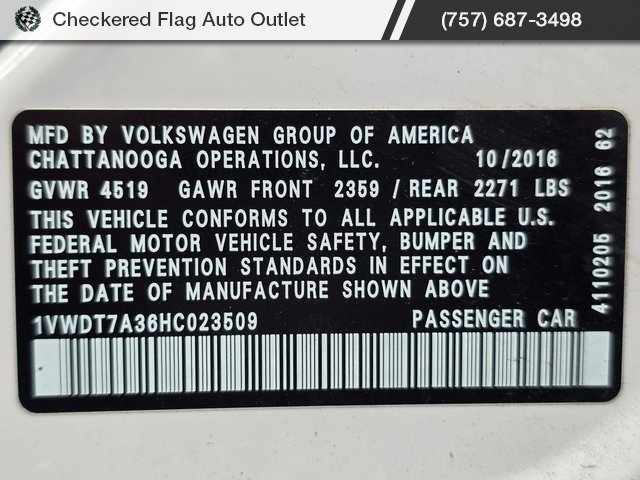 Checkered Flag Auto Outlet
(757) 687-3498
MFD BY VOLKSWAGEN GROUP OF AMERICA
CHATTANOOGA OPERATIONS, LLC. 10/2016
GVWR 4519 GAWR FRONT 2359 / REAR 2271 LBS
THIS VEHICLE CONFORMS TO ALL APPLICABLE U.S.
FEDERAL MOTOR VEHICLE SAFETY, BUMPER AND
THEFT PREVENTION STANDARDS IN EFFECT ON
THE DATE OF MANUFACTURE SHOWN ABOVE
1VWDT7A36HC023509 PASSENGER CAR
4110205 2016 62